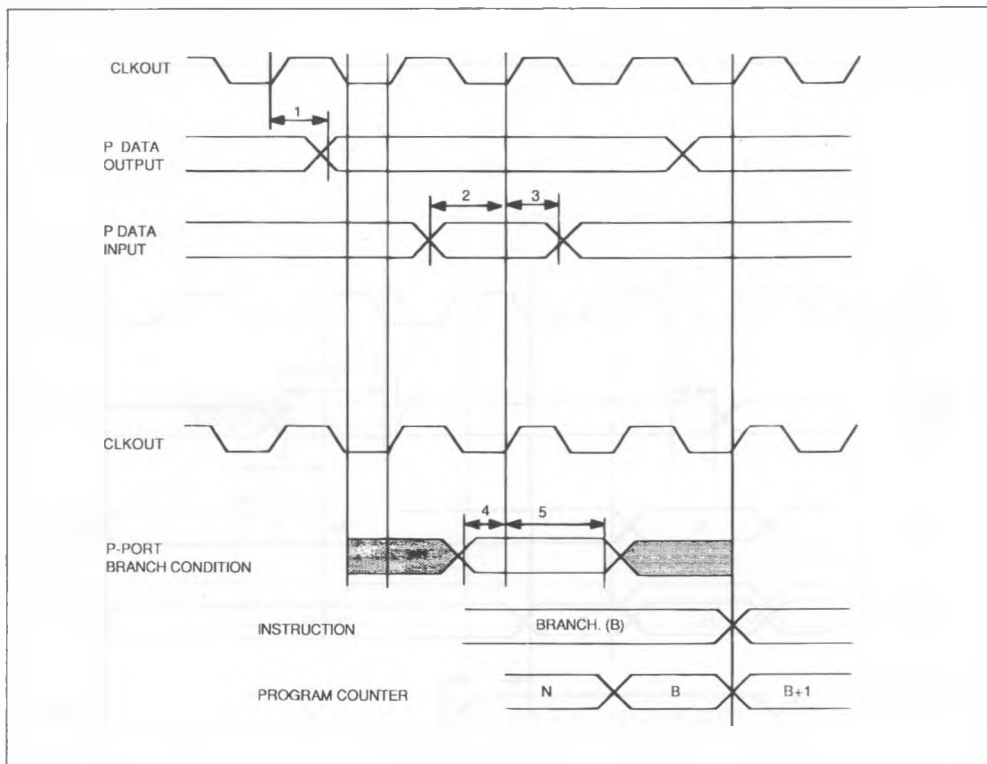 CLKOUT
1
P DATA
OUTPUT
2
3
P DATA
INPUT
CLKOUT
4
5
P-PORT
BRANCH CONDITION
INSTRUCTION
BRANCH. (B)
PROGRAM COUNTER
N
B
B+1